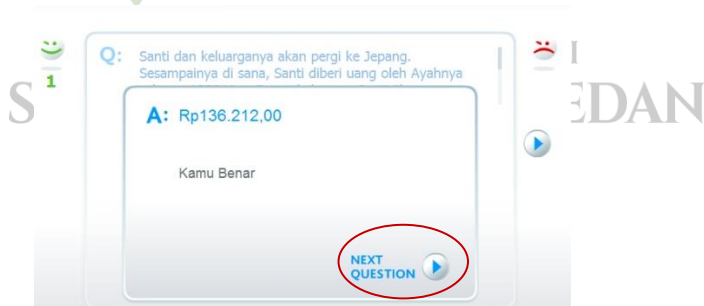 Q: Santi dan keluarganya akan pergi ke Jepang.
Sesampainya di sana, Santi diberi uang oleh Ayahnya
1
A: Rp136.212,00
Kamu Benar
NEXT
QUESTION
EDAN